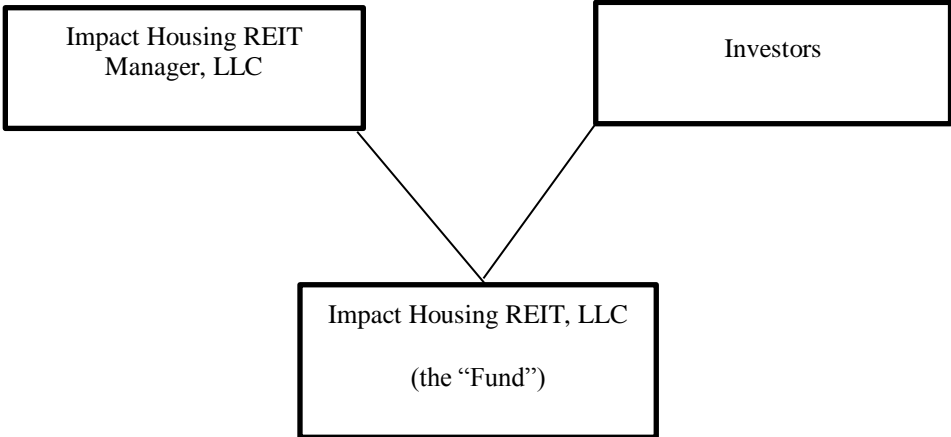 Impact Housing REIT
Manager, LLC
Investors
Impact Housing REIT, LLC
(the “Fund”)